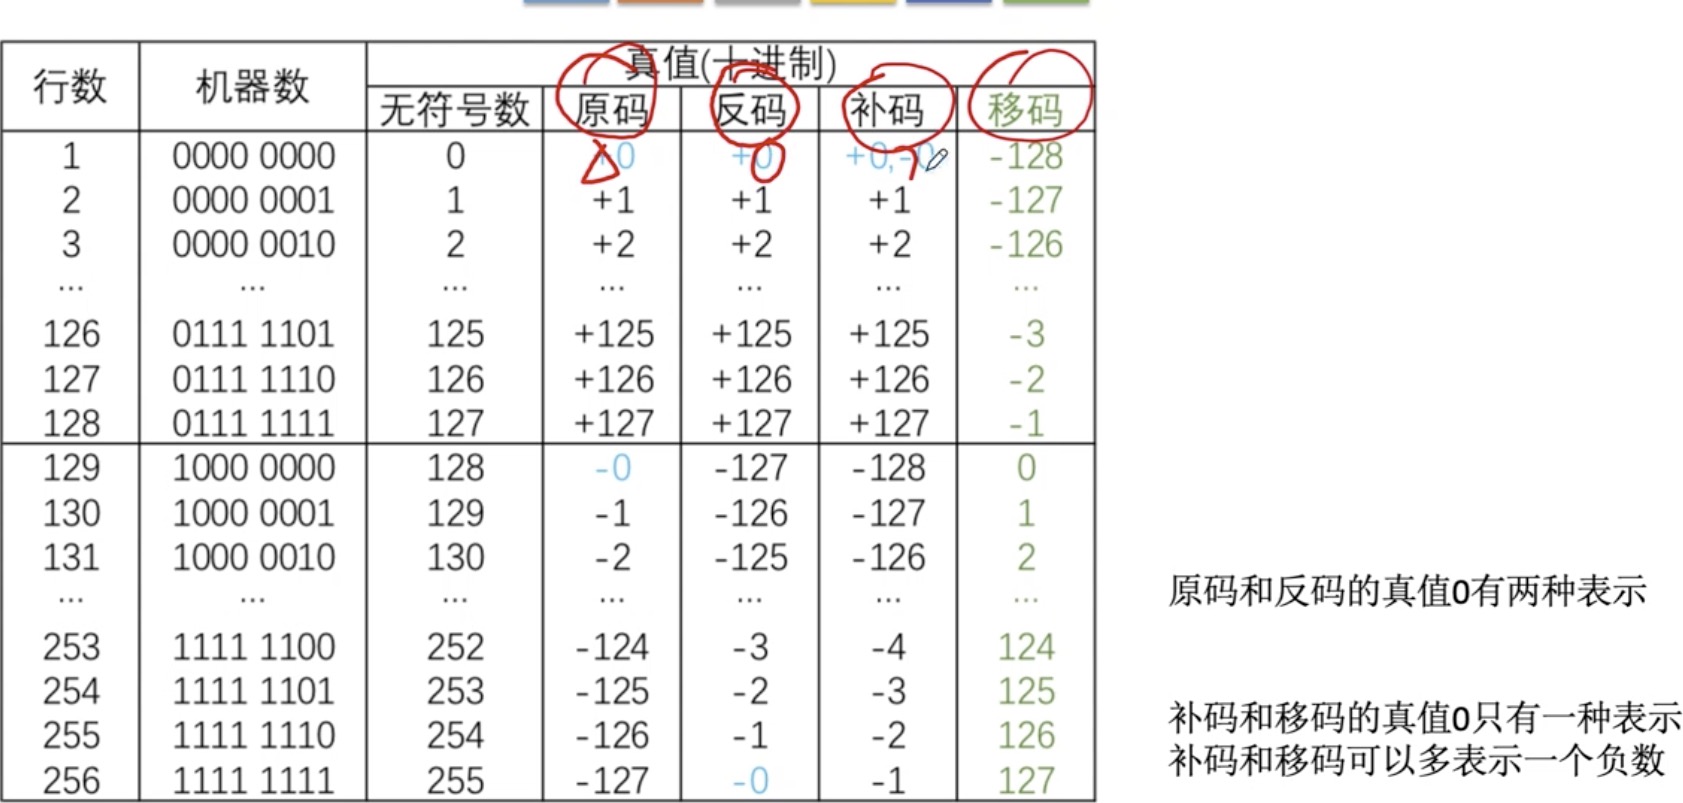 真值(十进制)
行数 机器数 无符号数 原码 反码 补码 移码
1 0000 0000 0 +0 +0 +0,-0 -128
2 0000 0001 1 +1 +1 +1 -127
3 0000 0010 2 +2 +2 +2 -126
... ... ... ... ... ... ...
126 0111 1101 125 +125 +125 +125 -3
127 0111 1110 126 +126 +126 +126 -2
128 0111 1111 127 +127 +127 +127 -1
129 1000 0000 128 -0 -127 -128 0
130 1000 0001 129 -1 -126 -127 1
131 1000 0010 130 -2 -125 -126 2
... ... ... ... ... ... ...
253 1111 1100 252 -124 -3 -4 124
254 1111 1101 253 -125 -2 -3 125
255 1111 1110 254 -126 -1 -2 126
256 1111 1111 255 -127 -0 -1 127
原码和反码的真值0有两种表示
补码和移码的真值0只有一种表示
补码和移码可以多表示一个负数